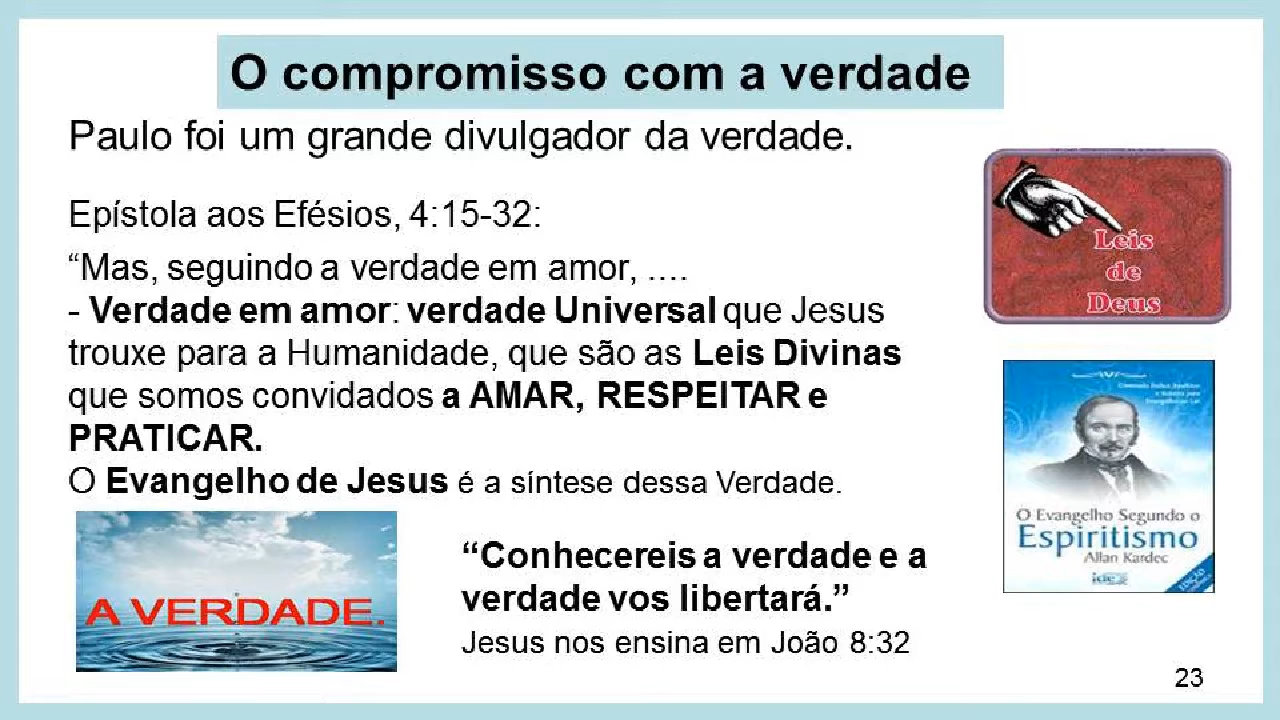 O compromisso com a verdade
Paulo foi um grande divulgador da verdade.
Epístola aos Efésios, 4:15-32:
“Mas, seguindo a verdade em amor, ....
- Verdade em amor: verdade Universal que Jesus
trouxe para a Humanidade, que são as Leis Divinas
que somos convidados a AMAR, RESPEITAR e
PRATICAR.
O Evangelho de Jesus é a síntese dessa Verdade.
A VERDADE.
“Conhecereis a verdade e a
verdade vos libertará.”
Jesus nos ensina em João 8:32
Leis
de
Deus
O Evangelho Segundo o
Espiritismo
Allan Kardec
ide
23